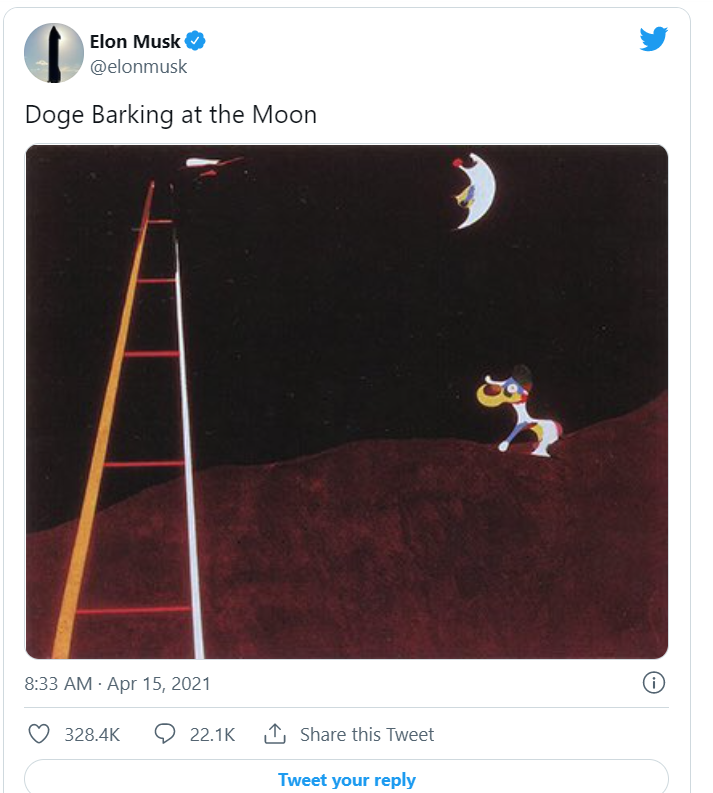 Elon Musk
@elonmusk
Doge Barking at the Moon
8:33 AM · Apr 15, 2021
328.4K 22.1K Share this Tweet
Tweet your reply